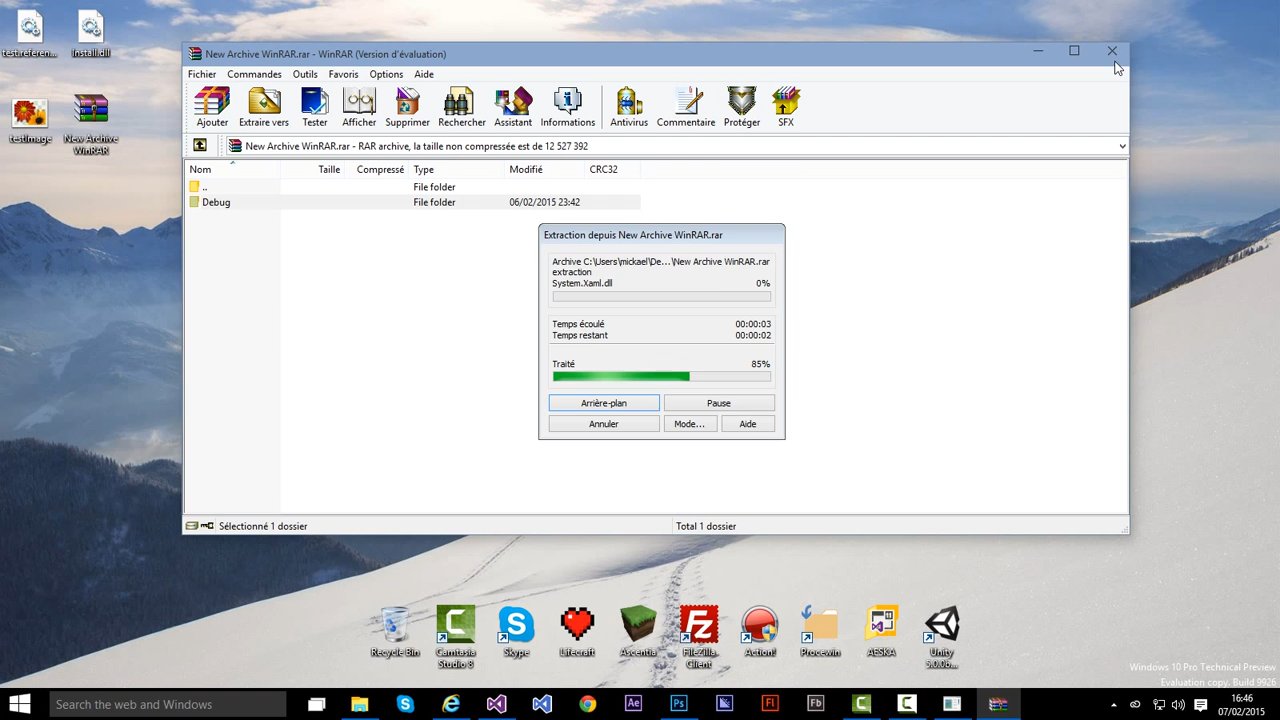 test.referen...
Install.dll
testimage
New Archive
WinRAR
New Archive WinRAR.rar - WinRAR (Version d'évaluation)
Fichier Commandes Outils Favoris Options Aide
Ajouter Extraire vers Tester Afficher Supprimer Rechercher Assistant Informations Antivirus Commentaire Protéger SFX
New Archive WinRAR.rar - RAR archive, la taille non compressée est de 12 527 392
Nom Taille Compressé Type Modifié CRC32
.. File folder
Debug File folder 06/02/2015 23:42
Extraction depuis New Archive WinRAR.rar
Archive C:\Users\mickael\De...\New Archive WinRAR.rar
extraction
System.Xaml.dll 0%
Temps écoulé 00:00:03
Temps restant 00:00:02
Traité 85%
Arrière-plan Pause
Annuler Mode... Aide
Sélectionné 1 dossier Total 1 dossier
Recycle Bin
Camtasia
Studio 8
Skype
Lifecraft
Ascentia
FileZilla
Client
Action!
Procewin
AESKA
Unity
5.0.0b...
Windows 10 Pro Technical Preview
Evaluation copy. Build 9926
Search the web and Windows
Ae Ps Fl Fb
16:46
07/02/2015